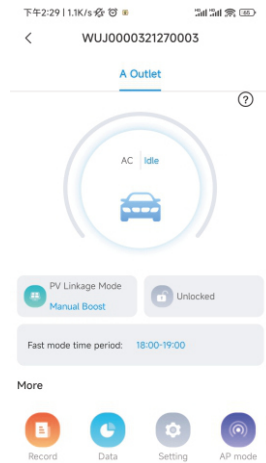 下午2:29 | 1.1K/s
WUJ0000321270003
A Outlet
?
AC | Idle
PV Linkage Mode
Manual Boost
Unlocked
Fast mode time period: 18:00-19:00
More
Record Data Setting AP mode